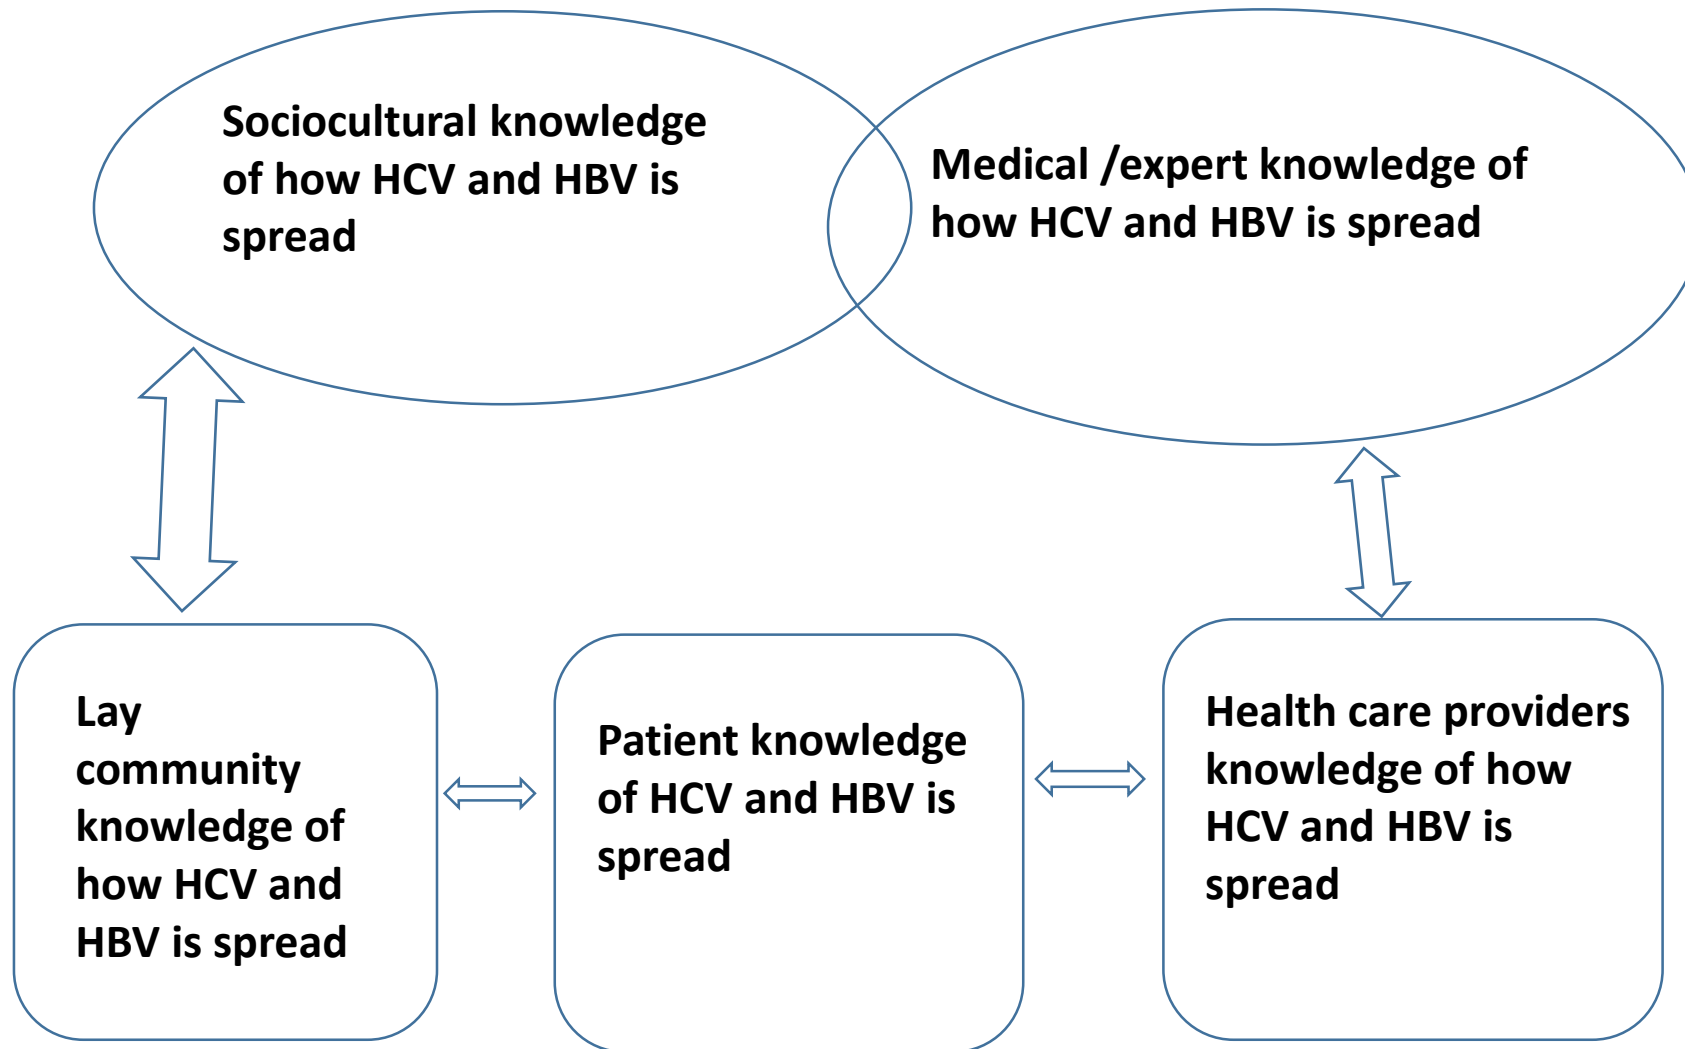 Sociocultural knowledge
of how HCV and HBV is
spread
Medical /expert knowledge of
how HCV and HBV is spread
Lay
community
knowledge of
how HCV and
HBV is spread
Patient knowledge
of HCV and HBV is
spread
Health care providers
knowledge of how
HCV and HBV is
spread